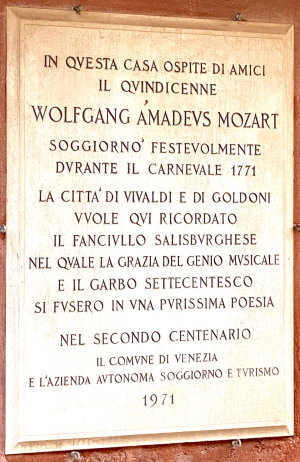 IN QVESTA CASA OSPITE DI AMICI
IL QVINDICENNE
WOLFGANG AMADEVS MOZART
SOGGIORNO' FESTEVOLMENTE
DVRANTE IL CARNEVALE 1771
LA CITTA' DI VIVALDI E DI GOLDONI
VVOLE QVI RICORDATO
IL FANCIVLLO SALISBVRGHESE
NEL QVALE LA GRAZIA DEL GENIO MVSICALE
E IL GARBO SETTECENTESCO
SI FVSERO IN VNA PVRISSIMA POESIA
NEL SECONDO CENTENARIO
IL COMVNE DI VENEZIA
E L'AZIENDA AVTONOMA SOGGIORNO E TVRISMO
1971